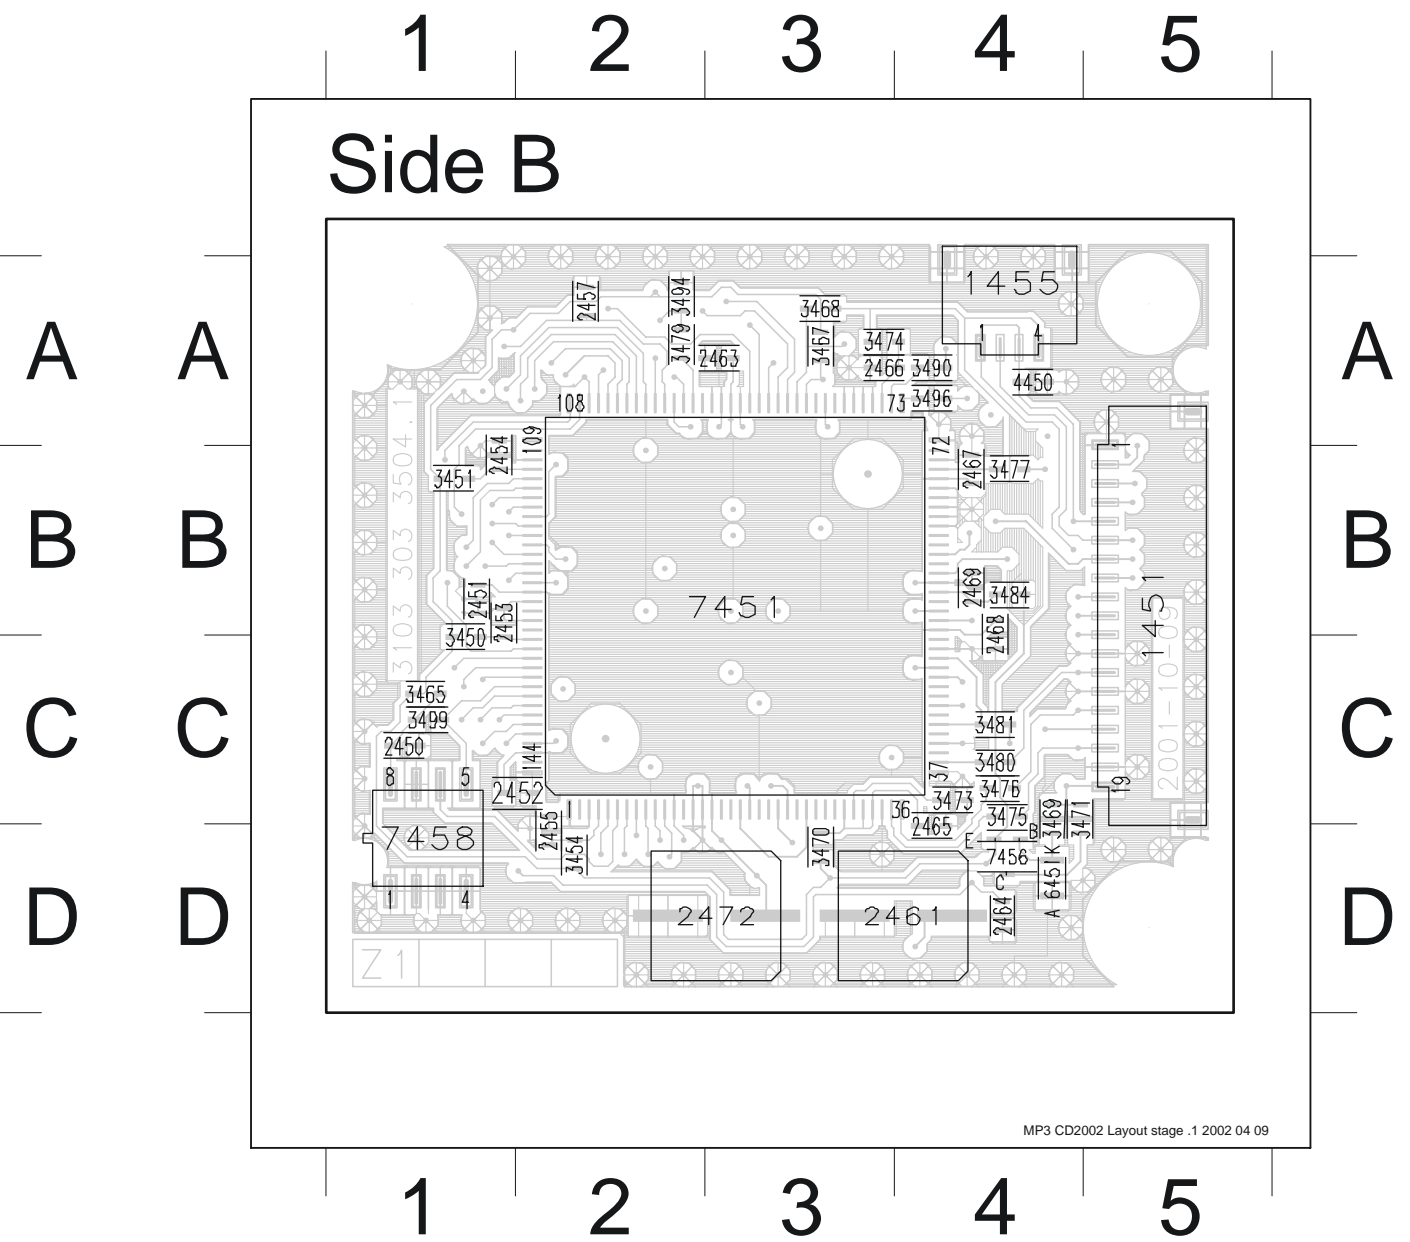 1 2 3 4 5
Side B
1455
2457 3494 3468
3479 2463 3467 3474 1 4
2466 3490 4450
108 73 3496
A A A
3103 303 3504.1
109 72 1
2454 2467 3477
3451
B B B
2451 2469 3484
2453 7451 1451
3450 2468
3465
3499 3481
C C C
2450 3480
8 5 144 37 3476 19
2452 3473
1 36 3475 3469 3471
2455 2465 B
7458 3454 3470 E
7456 K
C 6451
1 4 2472 2461 2464 A
D D D
Z1
MP3 CD2002 Layout stage .1 2002 04 09
1 2 3 4 5